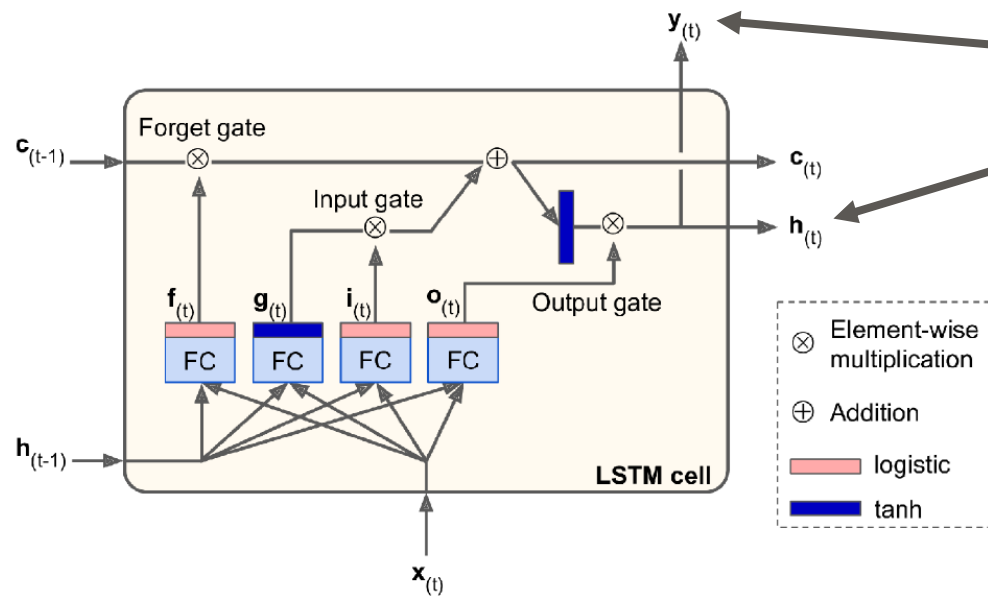 y(t)
Forget gate
c(t-1)
c(t)
Input gate
h(t)
f(t) g(t) i(t) o(t)
Output gate
FC FC FC FC
Element-wise
multiplication
Addition
h(t-1)
LSTM cell
logistic
tanh
x(t)